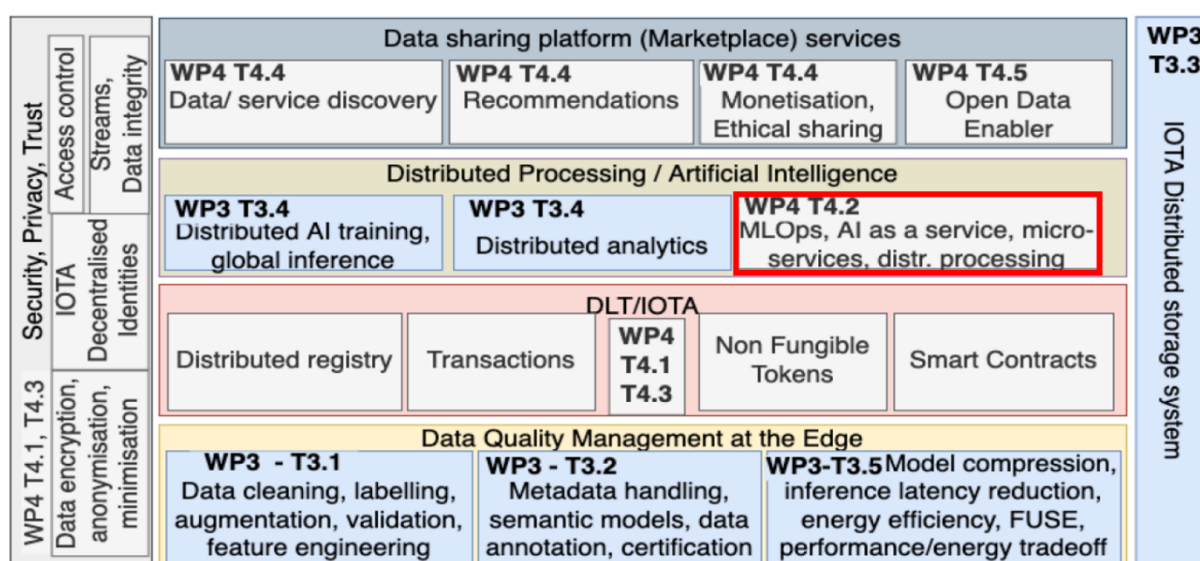 Data sharing platform (Marketplace) services
WP4 T4.4
Data/ service discovery
WP4 T4.4
Recommendations
WP4 T4.4
Monetisation,
Ethical sharing
WP4 T4.5
Open Data
Enabler
Distributed Processing / Artificial Intelligence
WP3 T3.4
Distributed AI training,
global inference
WP3 T3.4
Distributed analytics
WP4 T4.2
MLOps, AI as a service, micro-
services, distr. processing
DLT/IOTA
Distributed registry
Transactions
WP4
T4.1
T4.3
Non Fungible
Tokens
Smart Contracts
Data Quality Management at the Edge
WP3 - T3.1
Data cleaning, labelling,
augmentation, validation,
feature engineering
WP3 - T3.2
Metadata handling,
semantic models, data
annotation, certification
WP3-T3.5 Model compression,
inference latency reduction,
energy efficiency, FUSE,
performance/energy tradeoff
WP4 T4.1, T4.3 Security, Privacy, Trust
Access control
Streams,
Data integrity
IOTA
Decentralised
Identities
Data encryption,
anonymisation,
minimisation
WP3
T3.3
IOTA Distributed storage system